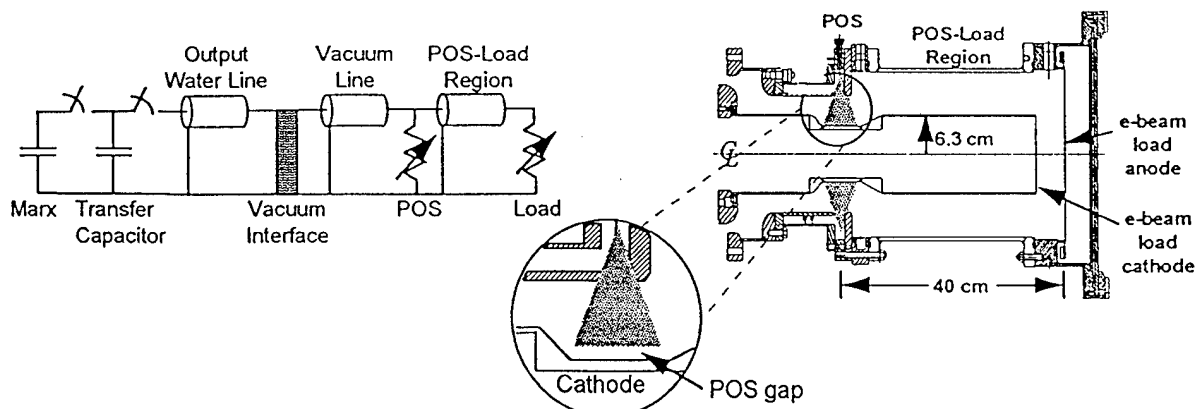 Output
Water Line
Vacuum
Line
POS-Load
Region
Marx
Transfer
Capacitor
Vacuum
Interface
POS
Load
POS
POS-Load
Region
6.3 cm
CL
e-beam
load
anode
e-beam
load
cathode
40 cm
Cathode
POS gap